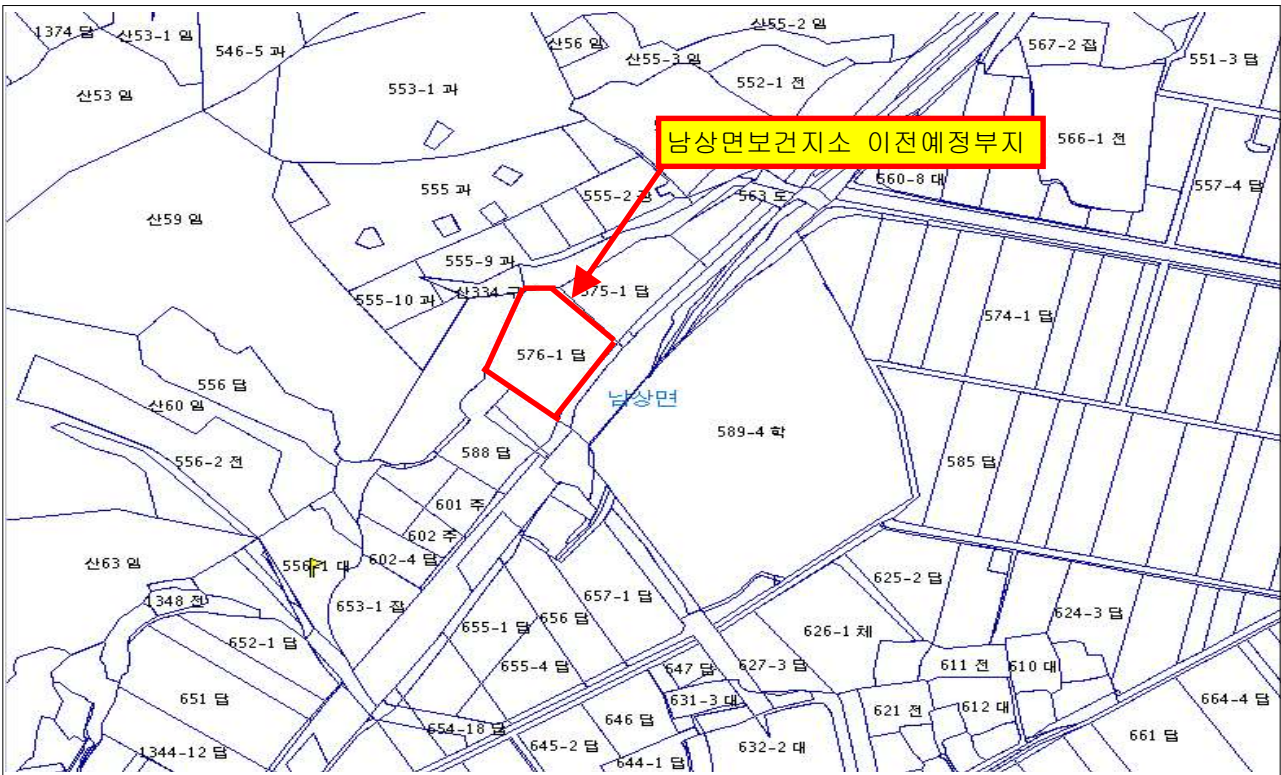 1374 답
산53-1 임
546-5 과
산56 임
산55-3 임
산55-2 임
567-2 잡
551-3 답
산53 임
553-1 과
552-1 전
남상면보건지소 이전예정부지
566-1 전
555 과
555-2
563 도
560-8 대
557-4 답
산59 임
555-9 과
555-10 과
산334 구
575-1 답
574-1 답
576-1 답
556 답
산60 임
남상면
589-4 학
588 답
585 답
556-2 전
601 주
602 주
산63 임
556-1 대
602-4 답
625-2 답
1348 전
653-1 잡
657-1 답
624-3 답
656 답
655-1 답
626-1 체
652-1 답
655-4 답
647 답
627-3 답
611 전
610 대
651 답
631-3 대
664-4 답
621 전
612 대
646 답
654-18 답
661 답
1344-12 답
645-2 답
632-2 대
644-1 답